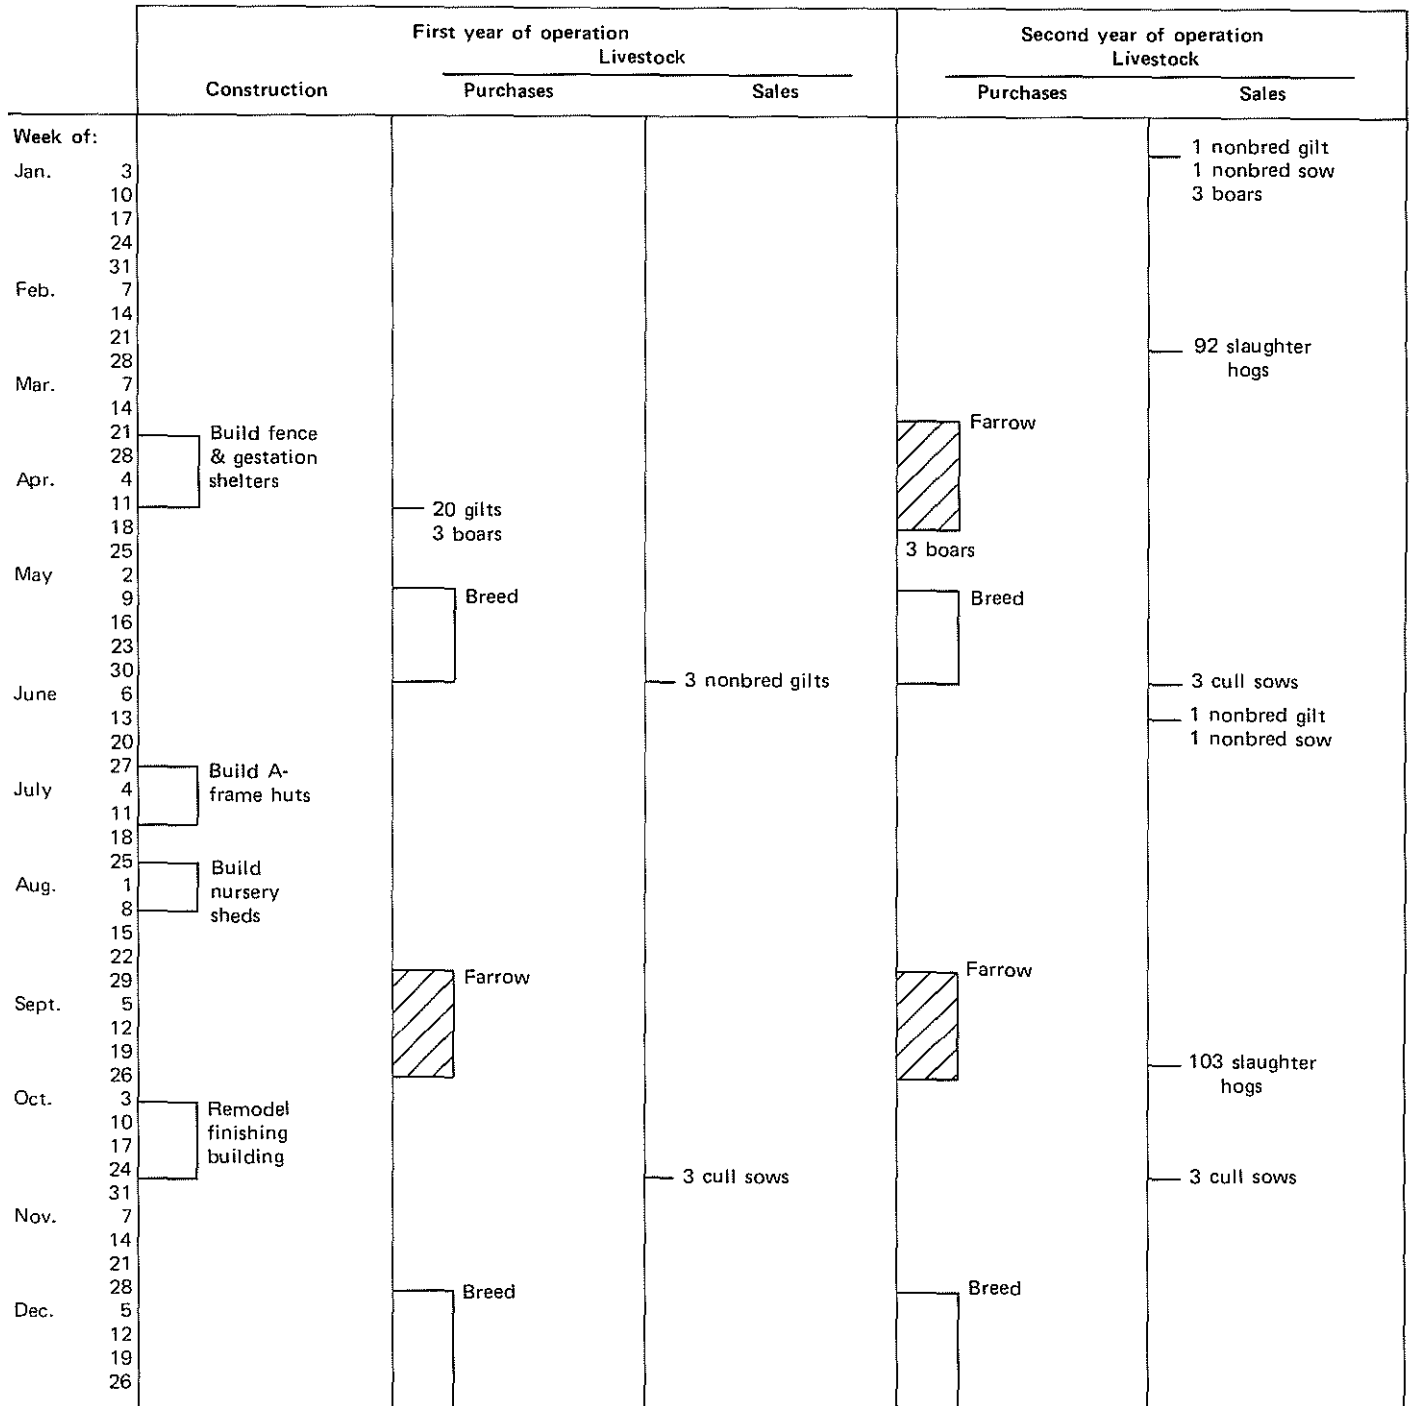 First year of operation
Livestock
Construction
Purchases
Sales
Second year of operation
Livestock
Purchases
Sales
Week of:
Jan. 3
10
17
24
31
Feb. 7
14
21
28
Mar. 7
14
21
28
Apr. 4
11
18
25
May 2
9
16
23
30
June 6
13
20
27
July 4
11
18
25
Aug. 1
8
15
22
29
Sept. 5
12
19
26
Oct. 3
10
17
24
31
Nov. 7
14
21
28
Dec. 5
12
19
26
Build fence
& gestation
shelters
Build A-
frame huts
Build
nursery
sheds
Remodel
finishing
building
20 gilts
3 boars
Breed
Farrow
Breed
3 nonbred gilts
3 cull sows
Farrow
3 boars
Breed
Farrow
Breed
1 nonbred gilt
1 nonbred sow
3 boars
92 slaughter
hogs
3 cull sows
1 nonbred gilt
1 nonbred sow
103 slaughter
hogs
3 cull sows